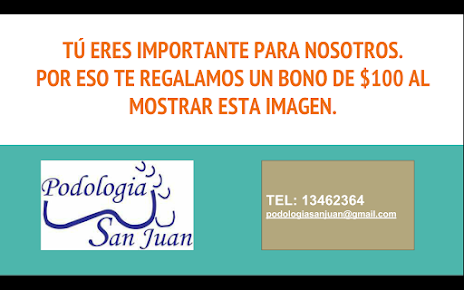 TÚ ERES IMPORTANTE PARA NOSOTROS.
POR ESO TE REGALAMOS UN BONO DE $100 AL
MOSTRAR ESTA IMAGEN.
Podologia
San Juan
TEL: 13462364
podologiasanjuan@gmail.com